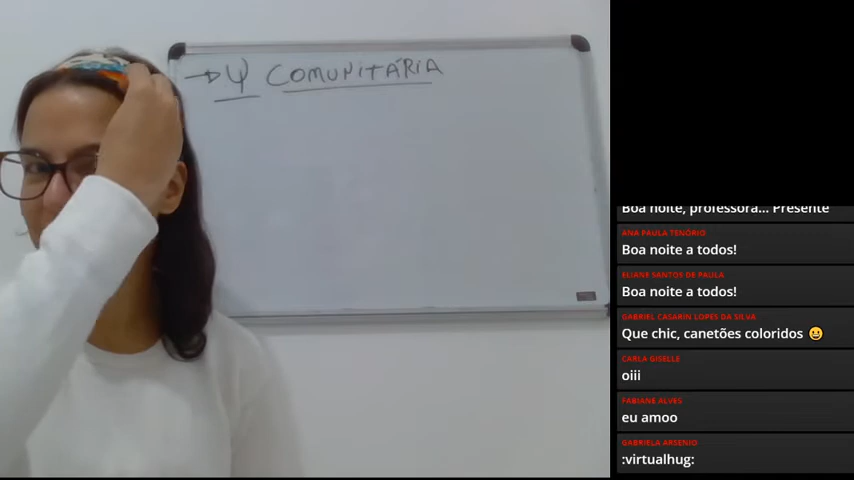 → Ψ COMUNITÁRIA
Boa noite, professora... Presente
ANA PAULA TENÓRIO
Boa noite a todos!
ELIANE SANTOS DE PAULA
Boa noite a todos!
GABRIEL CASARIN LOPES DA SILVA
Que chic, canetões coloridos 😀
CARLA GISELLE
oiii
FABIANE ALVES
eu amoo
GABRIELA ARSENIO
:virtualhug: